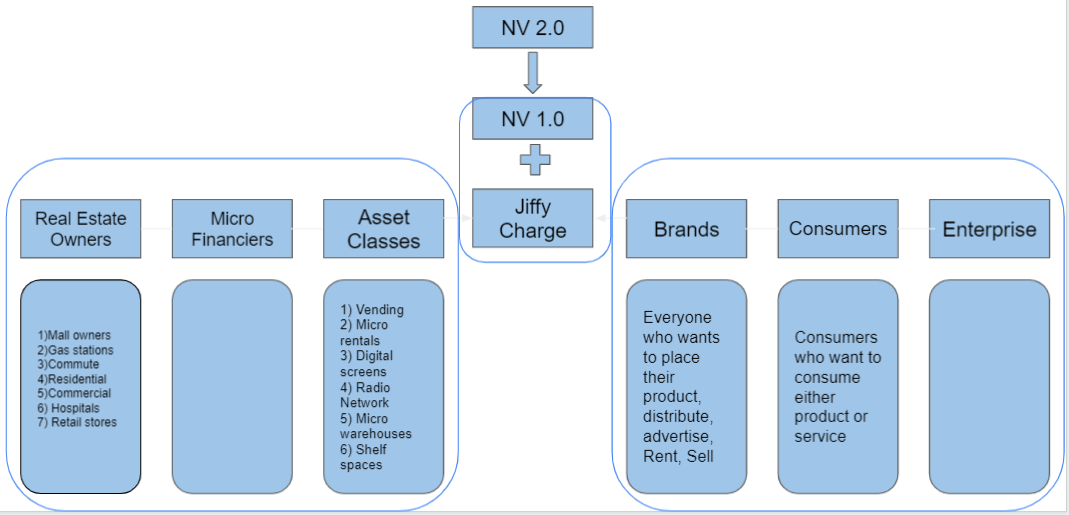 NV 2.0
NV 1.0
Jiffy
Charge
Real Estate
Owners
Micro
Financiers
Asset
Classes
Brands
Consumers
Enterprise
1)Mall owners
2)Gas stations
3)Commute
4)Residential
5)Commercial
6) Hospitals
7) Retail stores
1) Vending
2) Micro
rentals
3) Digital
screens
4) Radio
Network
5) Micro
warehouses
6) Shelf
spaces
Everyone
who wants
to place
their
product,
distribute,
advertise,
Rent, Sell
Consumers
who want to
consume
either
product or
service